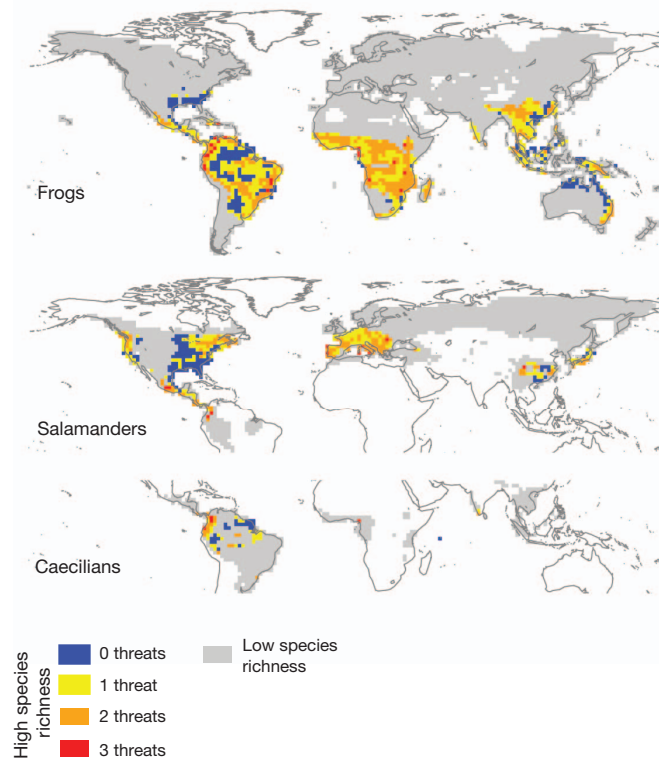 Frogs
Salamanders
Caecilians
High species
richness
0 threats
1 threat
2 threats
3 threats
Low species
richness